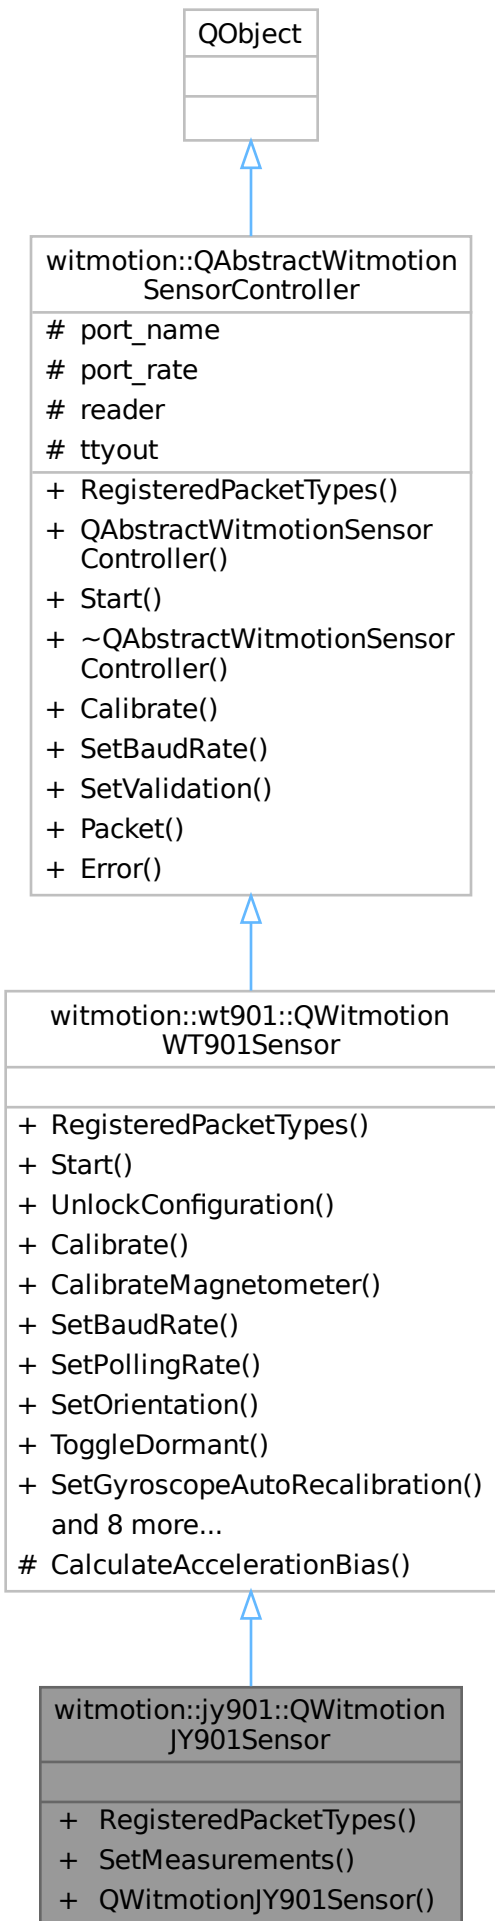 QObject
witmotion::QAbstractWitmotion
SensorController
# port_name
# port_rate
# reader
# ttyout
+ RegisteredPacketTypes()
+ QAbstractWitmotionSensor
Controller()
+ Start()
+ ~QAbstractWitmotionSensor
Controller()
+ Calibrate()
+ SetBaudRate()
+ SetValidation()
+ Packet()
+ Error()
witmotion::wt901::QWitmotion
WT901Sensor
+ RegisteredPacketTypes()
+ Start()
+ UnlockConfiguration()
+ Calibrate()
+ CalibrateMagnetometer()
+ SetBaudRate()
+ SetPollingRate()
+ SetOrientation()
+ ToggleDormant()
+ SetGyroscopeAutoRecalibration()
and 8 more...
# CalculateAccelerationBias()
witmotion::jy901::QWitmotion
JY901Sensor
+ RegisteredPacketTypes()
+ SetMeasurements()
+ QWitmotionJY901Sensor()